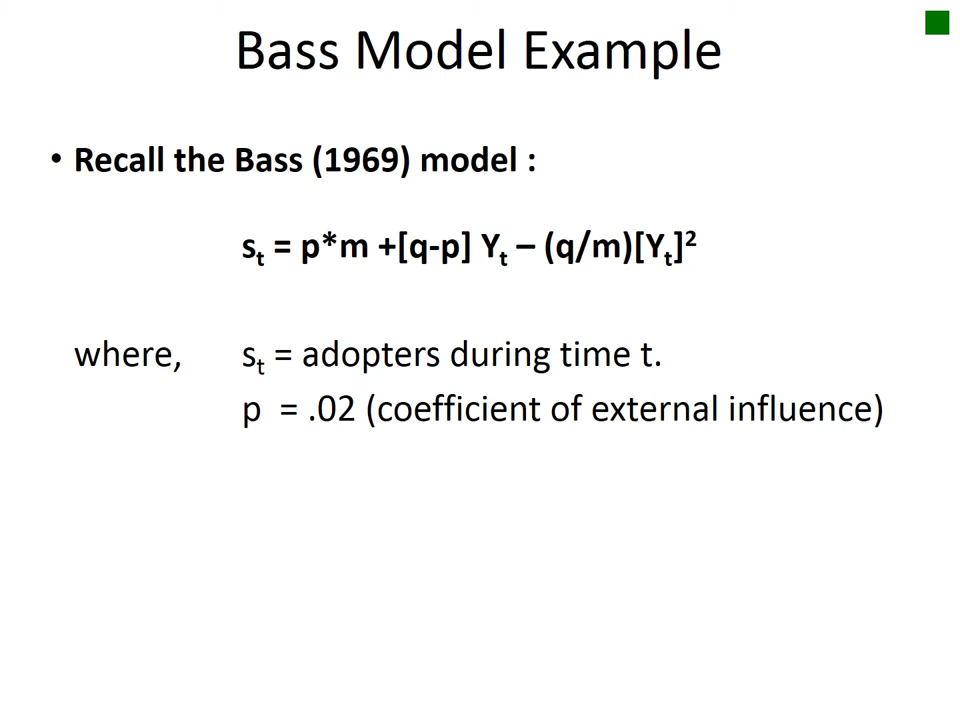 Bass Model Example
• Recall the Bass (1969) model :
sₜ = p*m +[q-p] Yₜ – (q/m)[Yₜ]²
where, sₜ = adopters during time t.
p = .02 (coefficient of external influence)